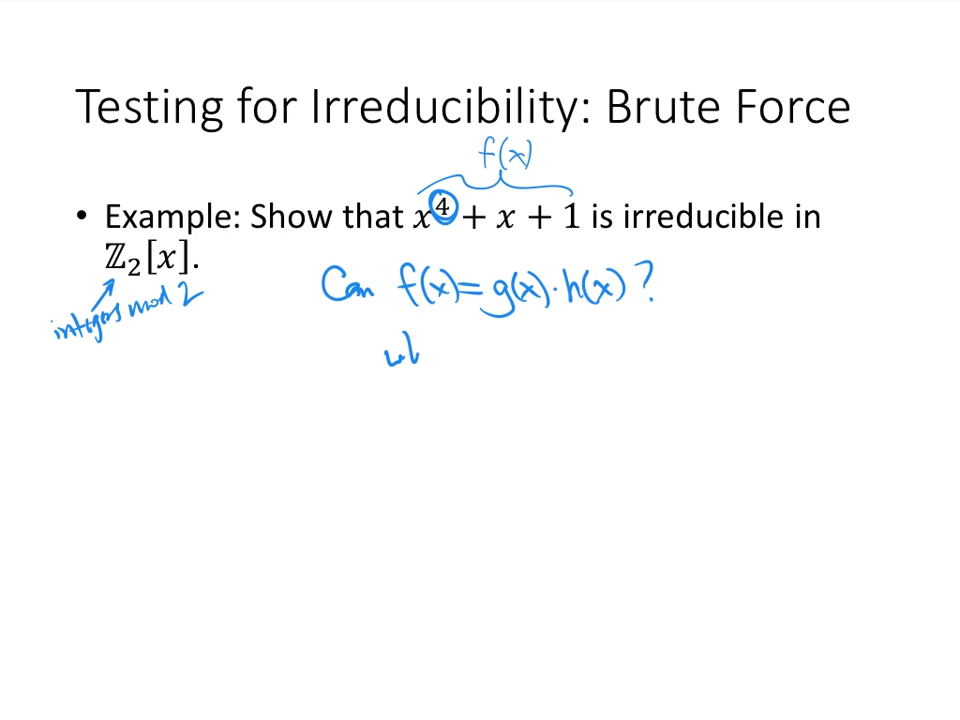 Testing for Irreducibility: Brute Force
f(x)
• Example: Show that x⁴ + x + 1 is irreducible in
ℤ₂[x].
integers mod 2
Can f(x) = g(x)·h(x)?